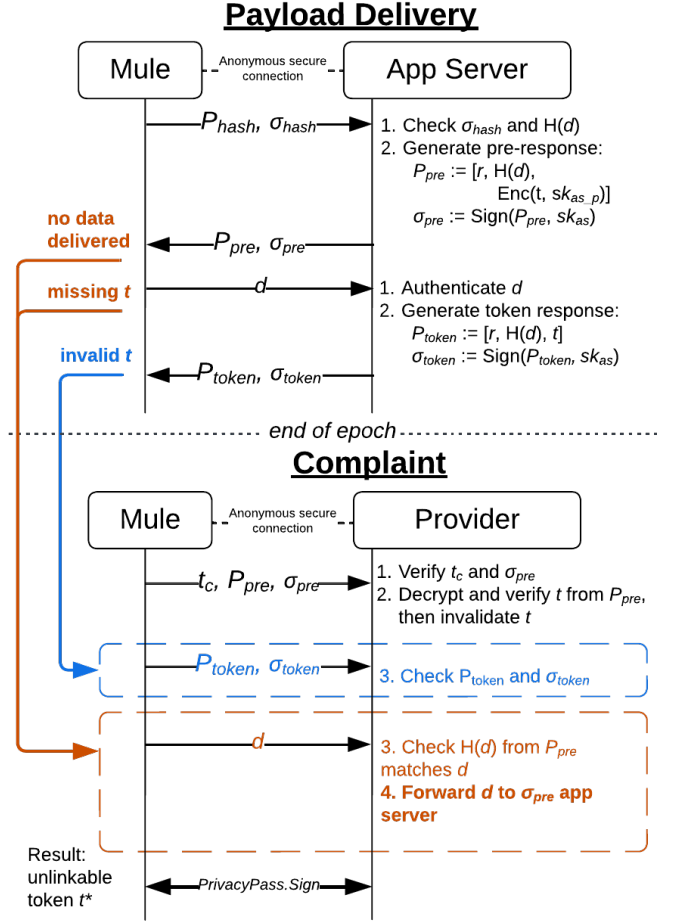 Payload Delivery
Mule
Anonymous secure
connection
App Server
P_hash, σ_hash
1. Check σ_hash and H(d)
2. Generate pre-response:
P_pre := [r, H(d),
Enc(t, sk_as_p)]
σ_pre := Sign(P_pre, sk_as)
no data
delivered
P_pre, σ_pre
missing t
d
1. Authenticate d
2. Generate token response:
P_token := [r, H(d), t]
σ_token := Sign(P_token, sk_as)
invalid t
P_token, σ_token
end of epoch
Complaint
Mule
Anonymous secure
connection
Provider
t_c, P_pre, σ_pre
1. Verify t_c and σ_pre
2. Decrypt and verify t from P_pre,
then invalidate t
P_token, σ_token
3. Check P_token and σ_token
d
3. Check H(d) from P_pre
matches d
4. Forward d to σ_pre app
server
Result:
unlinkable
token t*
PrivacyPass.Sign